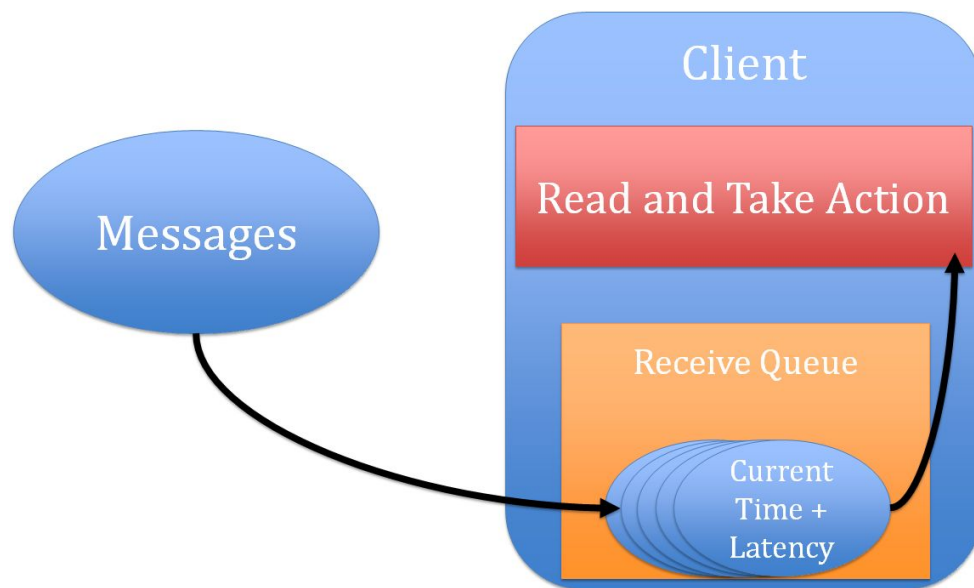 Client
Read and Take Action
Messages
Receive Queue
Current
Time +
Latency